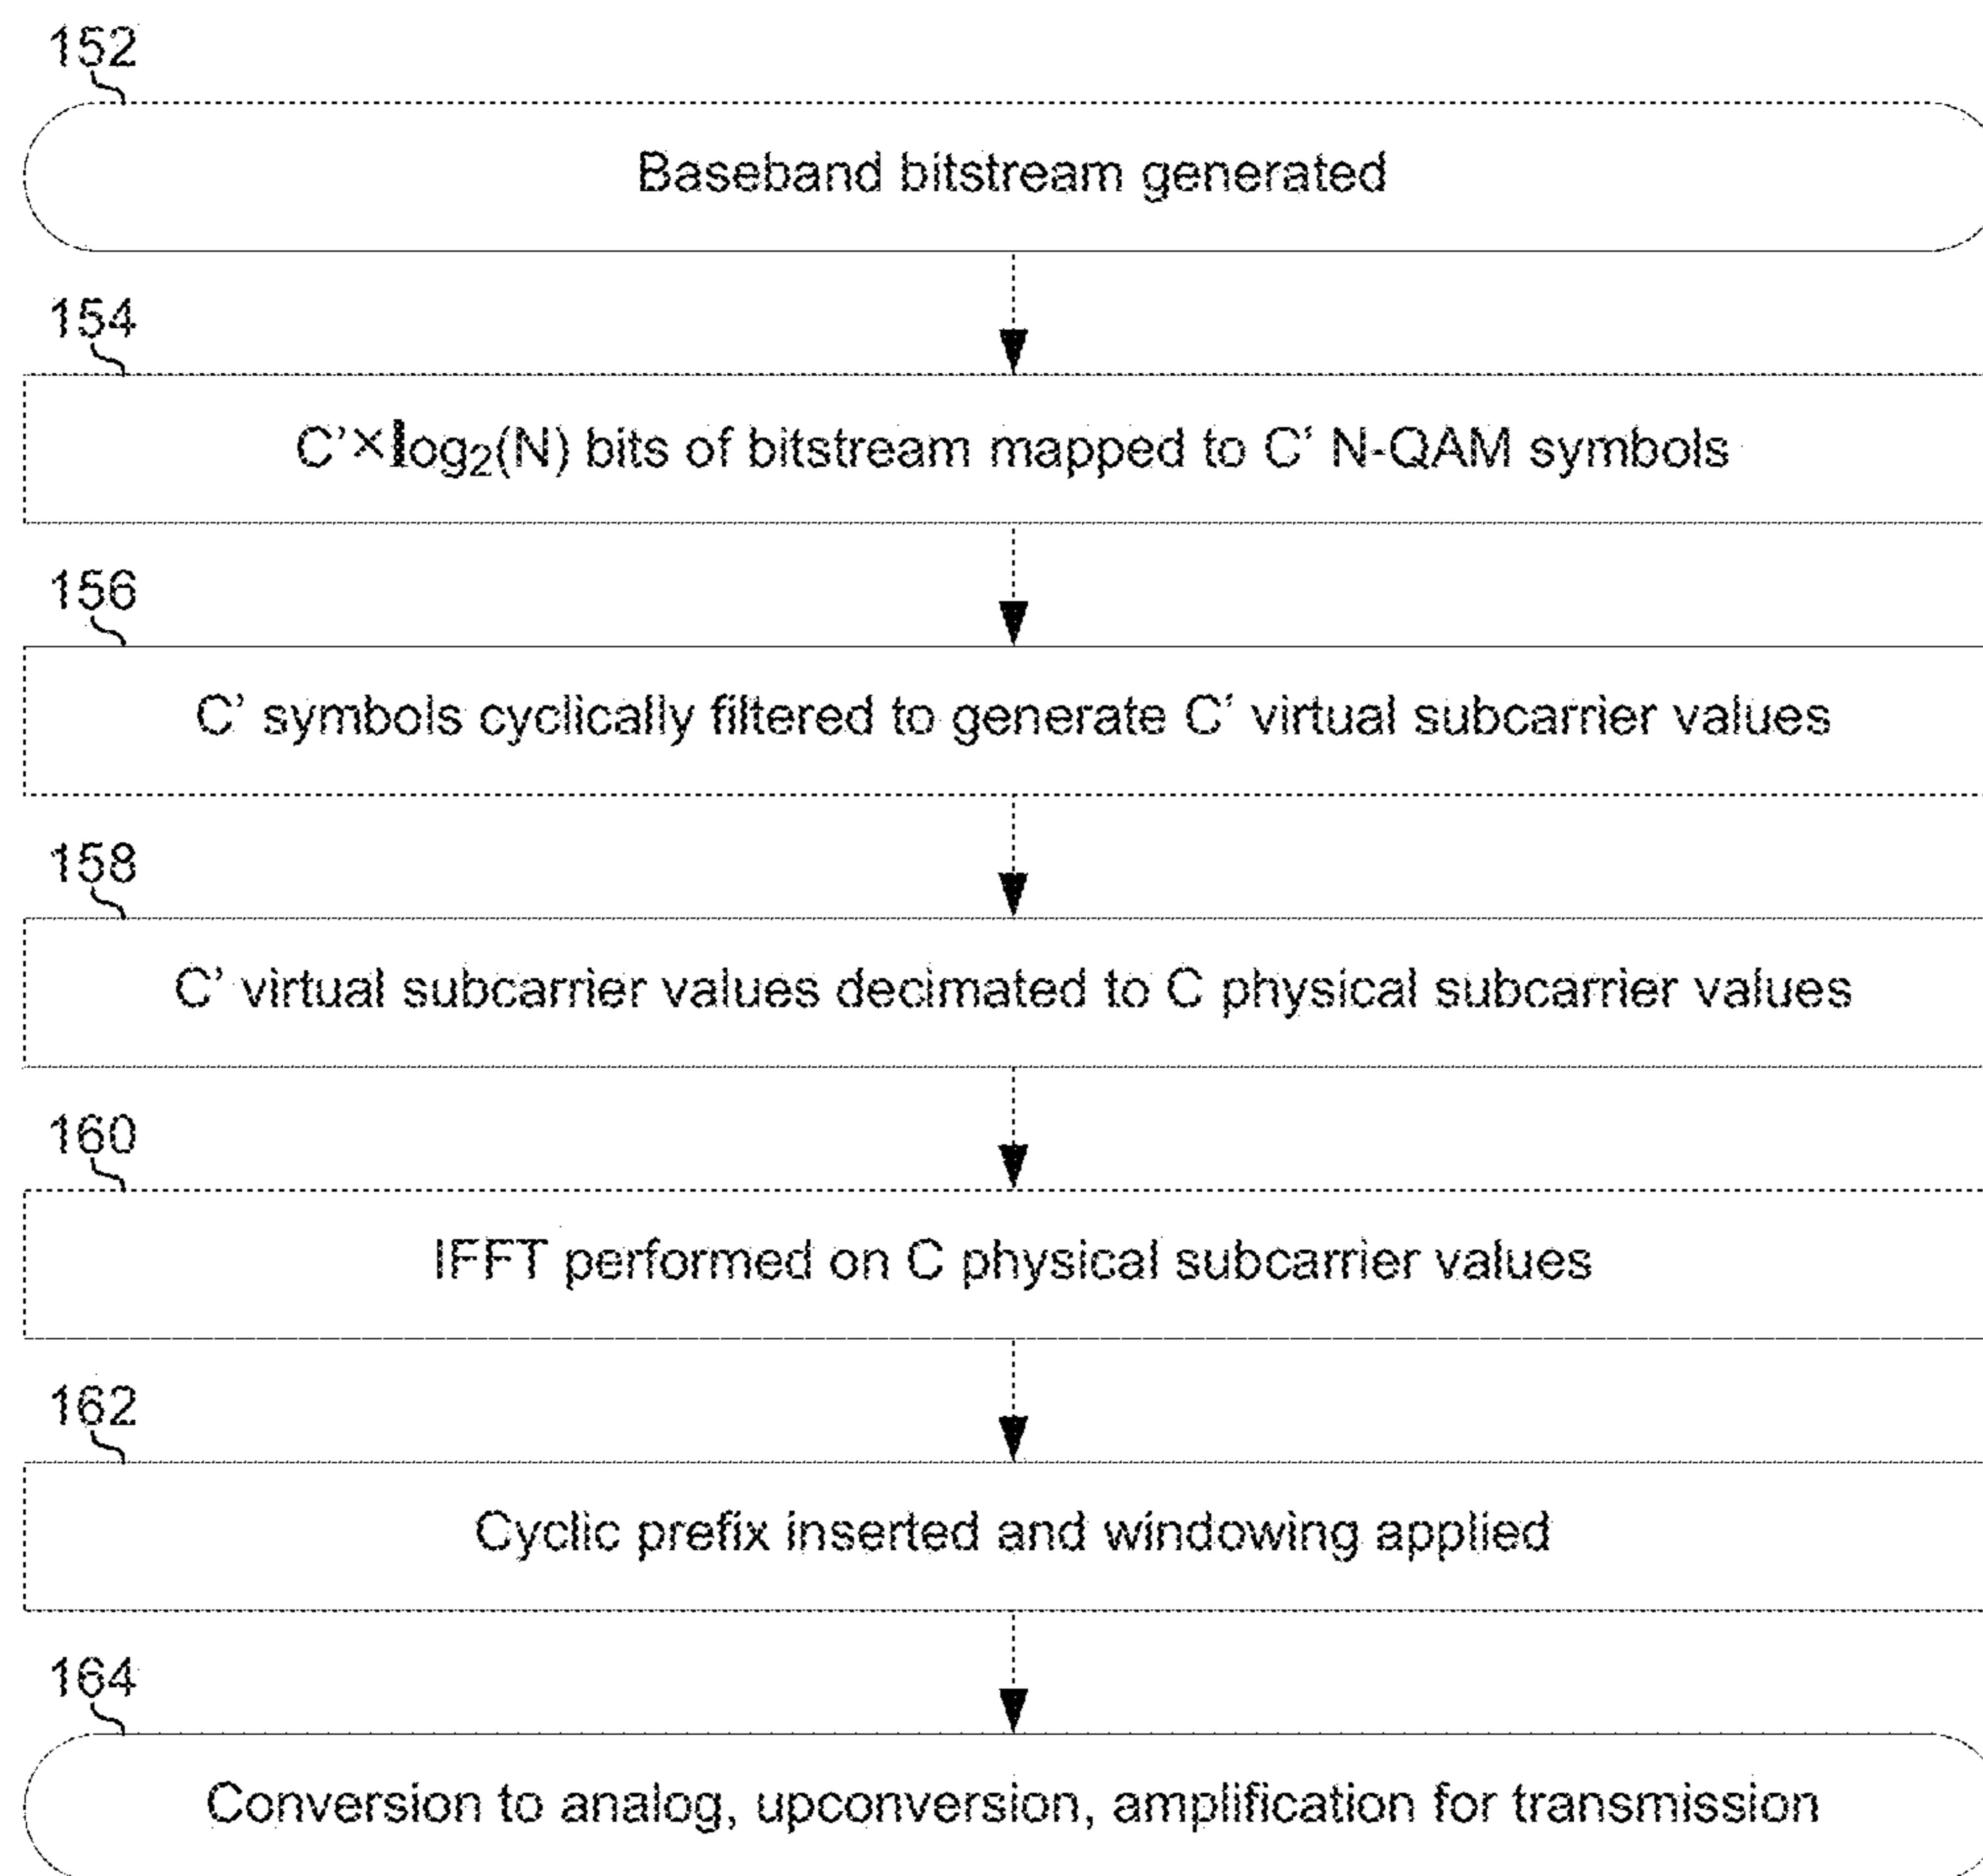 152
Baseband bitstream generated
154
C’×log₂(N) bits of bitstream mapped to C‘ N-QAM symbols
156
C’ symbols cyclically filtered to generate C’ virtual subcarrier values
158
C’ virtual subcarrier values decimated to C physical subcarrier values
160
IFFT performed on C physical subcarrier values
162
Cyclic prefix inserted and windowing applied
164
Conversion to analog, upconversion, amplification for transmission